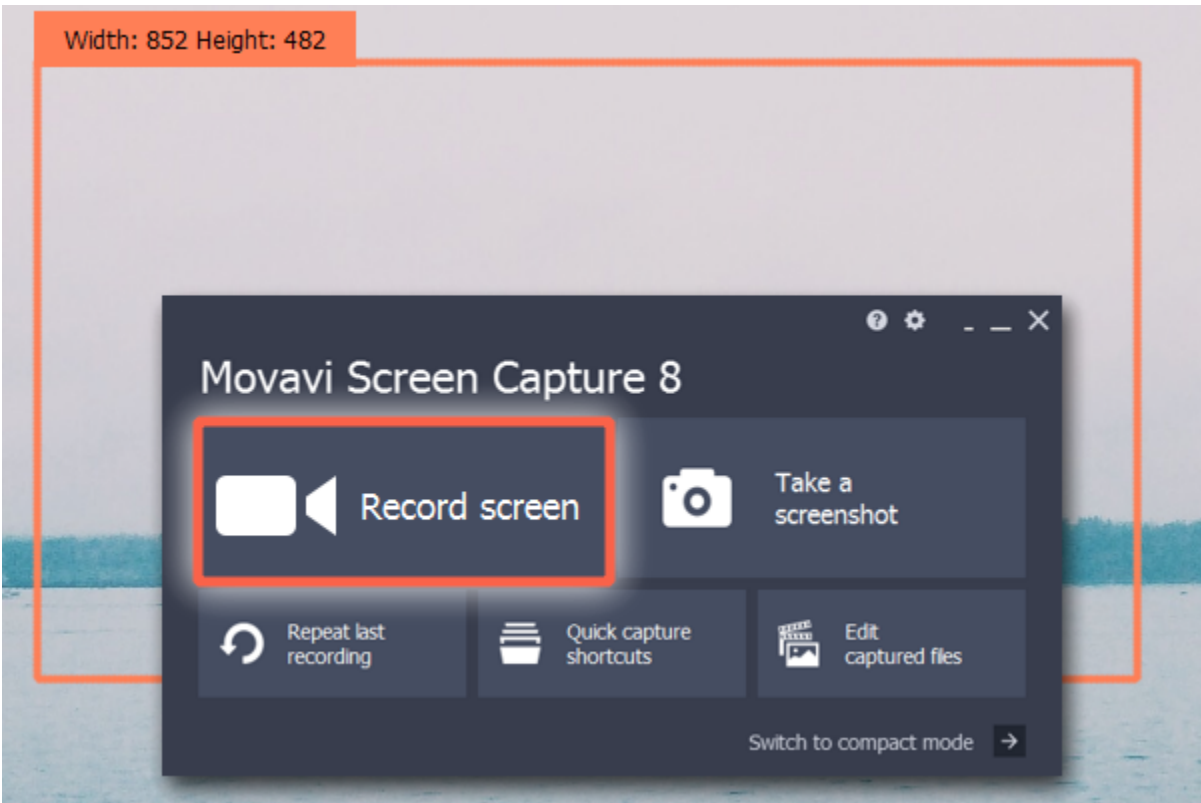 Width: 852 Height: 482
Movavi Screen Capture 8
Record screen
Take a
screenshot
Repeat last
recording
Quick capture
shortcuts
Edit
captured files
Switch to compact mode